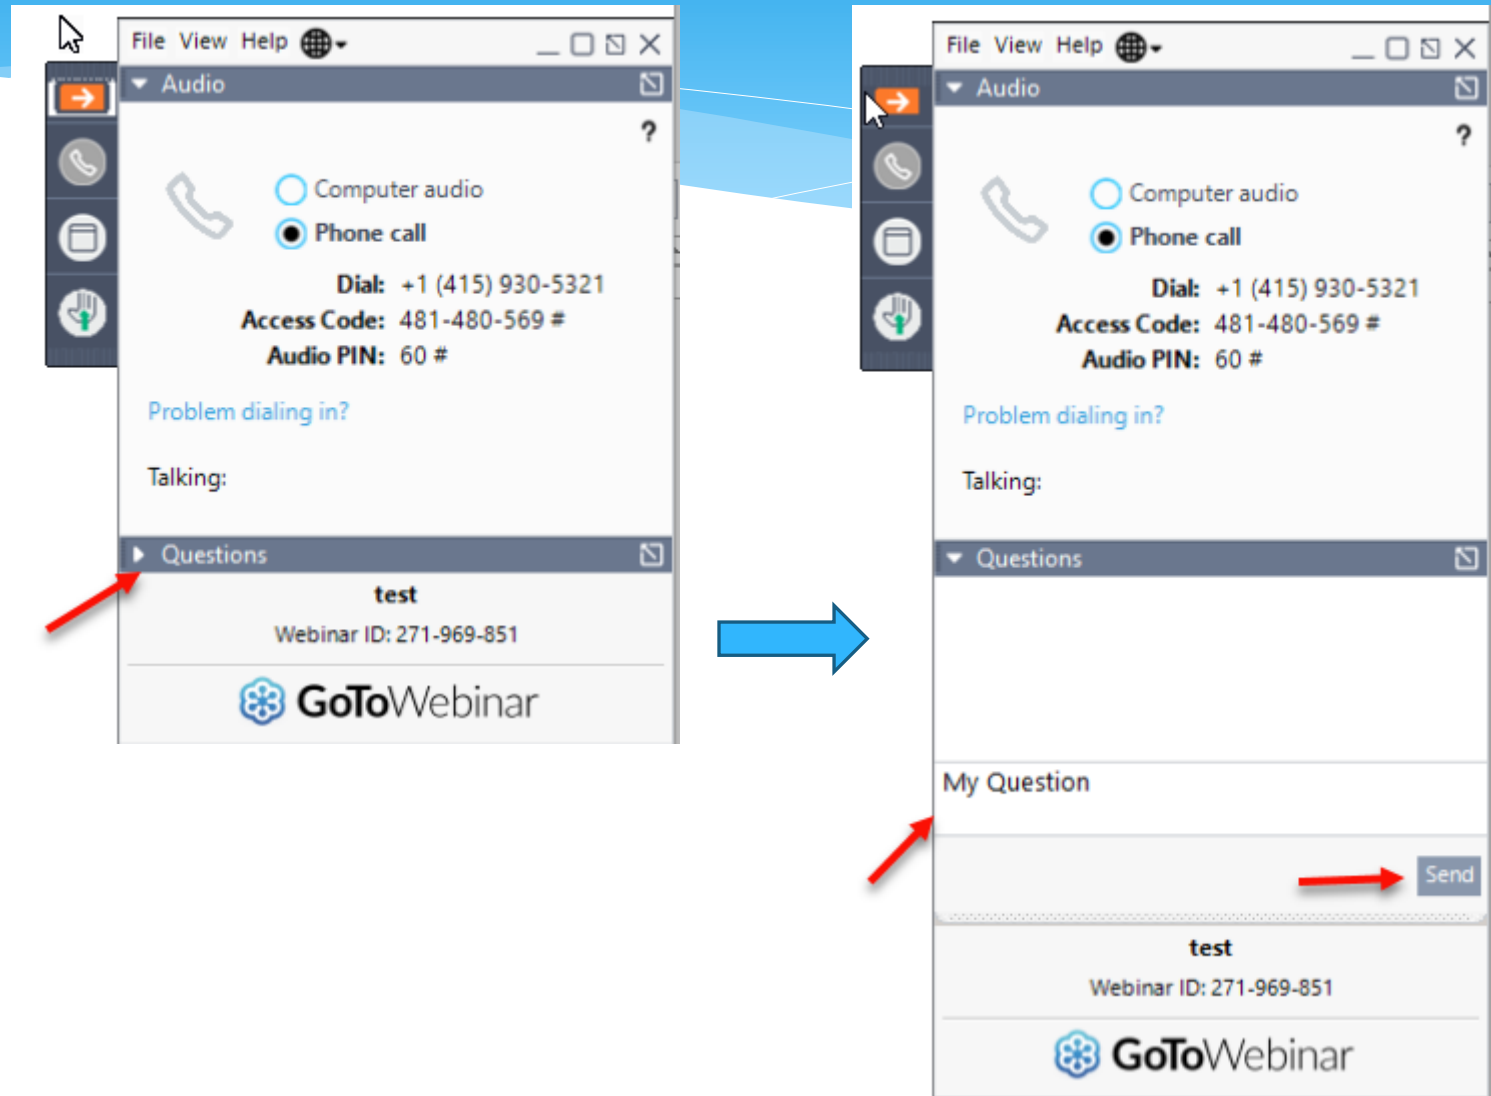 File View Help
Audio
?
Computer audio
Phone call
Dial: +1 (415) 930-5321
Access Code: 481-480-569 #
Audio PIN: 60 #
Problem dialing in?
Talking:
Questions
test
Webinar ID: 271-969-851
GoToWebinar
File View Help
Audio
?
Computer audio
Phone call
Dial: +1 (415) 930-5321
Access Code: 481-480-569 #
Audio PIN: 60 #
Problem dialing in?
Talking:
Questions
My Question
Send
test
Webinar ID: 271-969-851
GoToWebinar